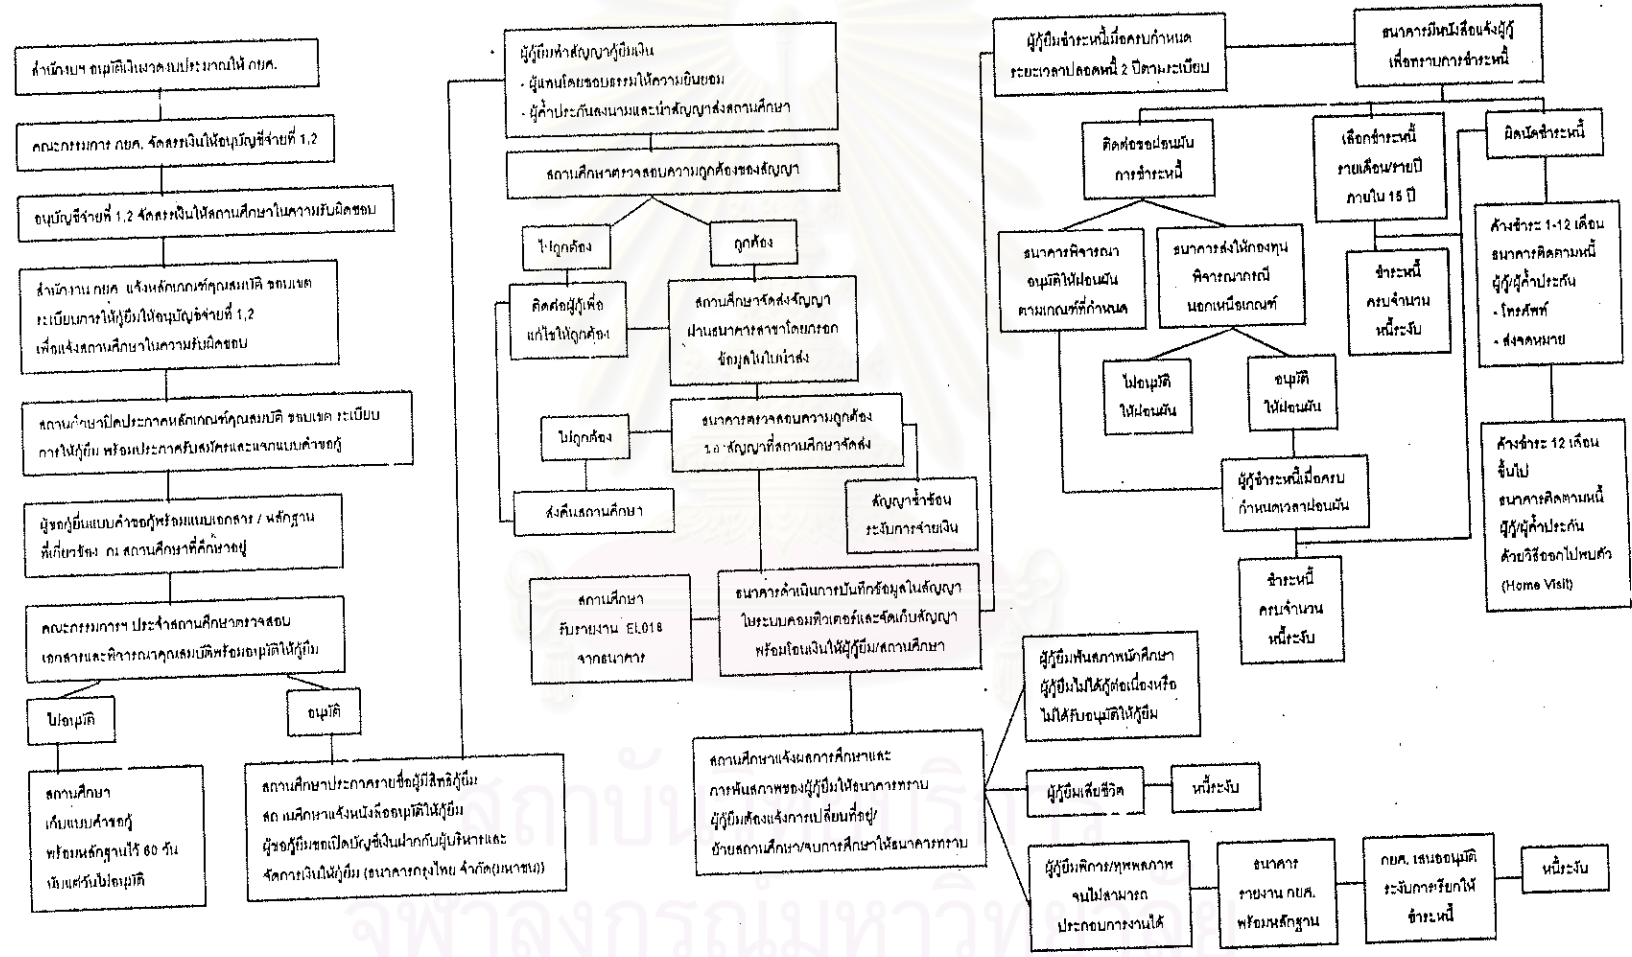 สำนักงบฯ อนุมัติเงินงวดงบประมาณให้ กยศ.
คณะกรรมการ กยศ. จัดสรรเงินให้อนุบัญชีจ่ายที่ 1,2
อนุบัญชีจ่ายที่ 1,2 จัดสรรเงินให้สถานศึกษาในความรับผิดชอบ
สำนักงาน กยศ. แจ้งหลักเกณฑ์คุณสมบัติ ขอบเขต
ระเบียบการให้กู้ยืมให้อนุบัญชีจ่ายที่ 1,2
เพื่อแจ้งสถานศึกษาในความรับผิดชอบ
สถานศึกษาปิดประกาศหลักเกณฑ์คุณสมบัติ ขอบเขต ระเบียบ
การให้กู้ยืม พร้อมประกาศรับสมัครและแจกแบบคำขอกู้
ผู้ขอกู้ยื่นแบบคำขอกู้พร้อมแนบเอกสาร / หลักฐาน
ที่เกี่ยวข้อง ณ สถานศึกษาที่ศึกษาอยู่
คณะกรรมการฯ ประจำสถานศึกษาตรวจสอบ
เอกสารและพิจารณาคุณสมบัติพร้อมอนุมัติให้กู้ยืม
ไม่อนุมัติ
อนุมัติ
สถานศึกษา
เก็บแบบคำขอกู้
พร้อมหลักฐานไว้ 60 วัน
นับแต่วันไม่อนุมัติ
สถานศึกษาประกาศรายชื่อผู้มีสิทธิกู้ยืม
สถานศึกษาแจ้งหนังสืออนุมัติให้กู้ยืม
ผู้ขอกู้ยืมขอเปิดบัญชีเงินฝากกับผู้บริหารและ
จัดการเงินให้กู้ยืม (ธนาคารกรุงไทย จำกัด(มหาชน))
ผู้กู้ยืมทำสัญญากู้ยืมเงิน
- ผู้แทนโดยชอบธรรมให้ความยินยอม
- ผู้ค้ำประกันลงนามและนำสัญญาส่งสถานศึกษา
สถานศึกษาตรวจสอบความถูกต้องของสัญญา
ไม่ถูกต้อง
ถูกต้อง
ติดต่อผู้กู้เพื่อ
แก้ไขให้ถูกต้อง
สถานศึกษาจัดส่งสัญญา
ผ่านธนาคารสาขาโดยกรอก
ข้อมูลในใบนำส่ง
ไม่ถูกต้อง
ธนาคารตรวจสอบความถูกต้อง
ของสัญญาที่สถานศึกษาจัดส่ง
ส่งคืนสถานศึกษา
สัญญาซ้ำซ้อน
ระงับการจ่ายเงิน
สถานศึกษา
รับรายงาน EL018
จากธนาคาร
ธนาคารดำเนินการบันทึกข้อมูลในสัญญา
ในระบบคอมพิวเตอร์และจัดเก็บสัญญา
พร้อมโอนเงินให้ผู้กู้ยืม/สถานศึกษา
สถานศึกษาแจ้งผลการศึกษาและ
การพ้นสภาพของผู้กู้ยืมให้ธนาคารทราบ
ผู้กู้ยืมต้องแจ้งการเปลี่ยนที่อยู่/
ย้ายสถานศึกษา/จบการศึกษาให้ธนาคารทราบ
ผู้กู้ยืมชำระหนี้เมื่อครบกำหนด
ระยะเวลาปลอดหนี้ 2 ปีตามระเบียบ
ธนาคารมีหนังสือแจ้งผู้กู้
เพื่อทราบการชำระหนี้
ติดต่อขอผ่อนผัน
การชำระหนี้
เลือกชำระหนี้
รายเดือน/รายปี
ภายใน 15 ปี
ผิดนัดชำระหนี้
ธนาคารพิจารณา
อนุมัติให้ผ่อนผัน
ตามเกณฑ์ที่กำหนด
ธนาคารส่งให้กองทุน
พิจารณากรณี
นอกเหนือเกณฑ์
ชำระหนี้
ครบจำนวน
หนี้ระงับ
ค้างชำระ 1-12 เดือน
ธนาคารติดตามหนี้
ผู้กู้/ผู้ค้ำประกัน
- โทรศัพท์
- ส่งจดหมาย
ไม่อนุมัติ
ให้ผ่อนผัน
อนุมัติ
ให้ผ่อนผัน
ผู้กู้ชำระหนี้เมื่อครบ
กำหนดเวลาผ่อนผัน
ค้างชำระ 12 เดือน
ขึ้นไป
ธนาคารติดตามหนี้
ผู้กู้/ผู้ค้ำประกัน
ด้วยวิธีออกไปพบตัว
(Home Visit)
ชำระหนี้
ครบจำนวน
หนี้ระงับ
ผู้กู้ยืมพ้นสภาพนักศึกษา
ผู้กู้ยืมไม่ได้กู้ต่อเนื่องหรือ
ไม่ได้รับอนุมัติให้กู้ยืม
ผู้กู้ยืมเสียชีวิต
หนี้ระงับ
ผู้กู้ยืมพิการ/ทุพพลภาพ
จนไม่สามารถ
ประกอบการงานได้
ธนาคาร
รายงาน กยศ.
พร้อมหลักฐาน
กยศ. เสนออนุมัติ
ระงับการเรียกให้
ชำระหนี้
หนี้ระงับ
สถาบันวิทยบริการ
จุฬาลงกรณ์มหาวิทยาลัย